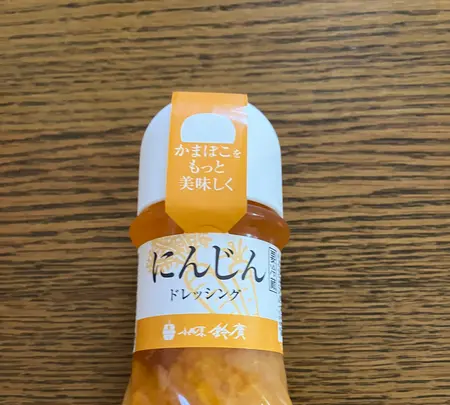 かまぼこを
もっと
美味しく
にんじん
ドレッシング
鈴廣